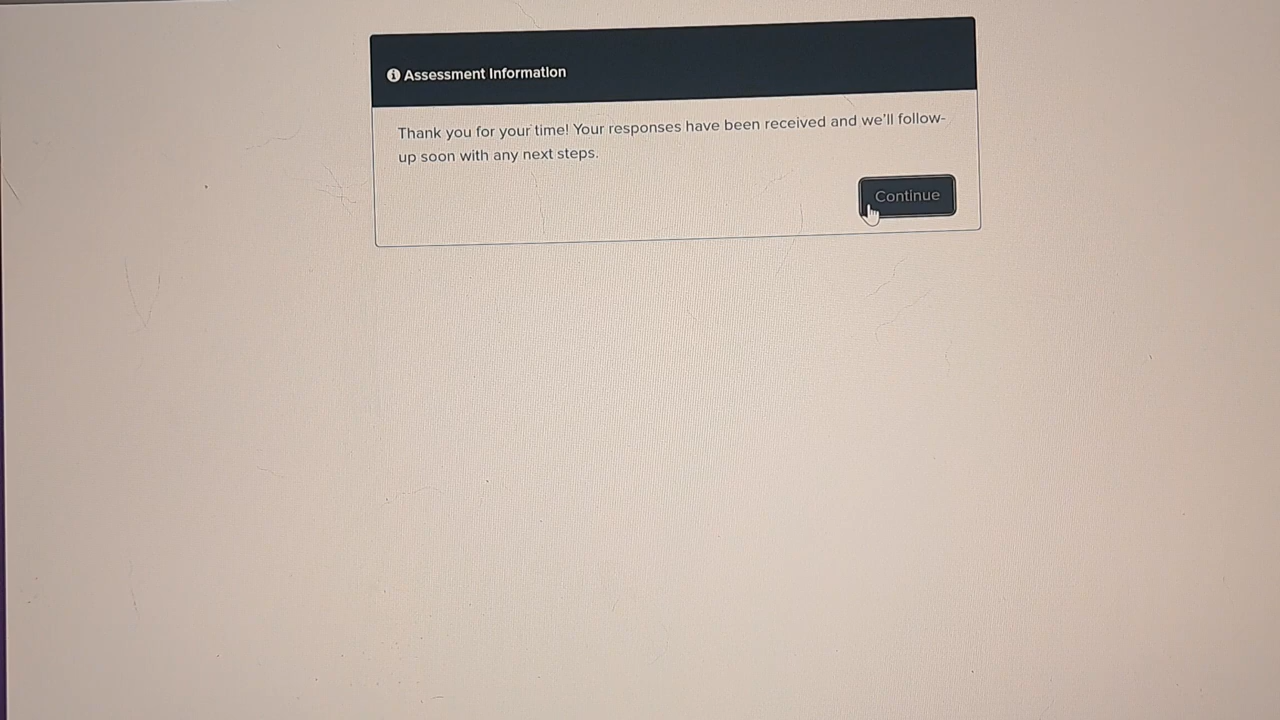 Assessment Information
Thank you for your time! Your responses have been received and we'll follow-
up soon with any next steps.
Continue